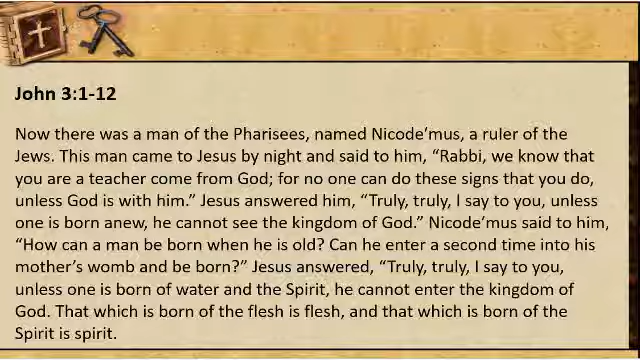 John 3:1-12
Now there was a man of the Pharisees, named Nicode′mus, a ruler of the
Jews. This man came to Jesus by night and said to him, “Rabbi, we know that
you are a teacher come from God; for no one can do these signs that you do,
unless God is with him.” Jesus answered him, “Truly, truly, I say to you, unless
one is born anew, he cannot see the kingdom of God.” Nicode′mus said to him,
“How can a man be born when he is old? Can he enter a second time into his
mother’s womb and be born?” Jesus answered, “Truly, truly, I say to you,
unless one is born of water and the Spirit, he cannot enter the kingdom of
God. That which is born of the flesh is flesh, and that which is born of the
Spirit is spirit.